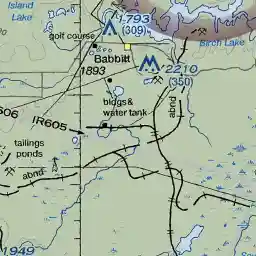 Island
Lake
1793
(309)
golf course
Birch Lake
Babbitt
1893
2210
(350)
bldgs &
water tank
abnd
606
IR605
tailings
ponds
abnd
1949